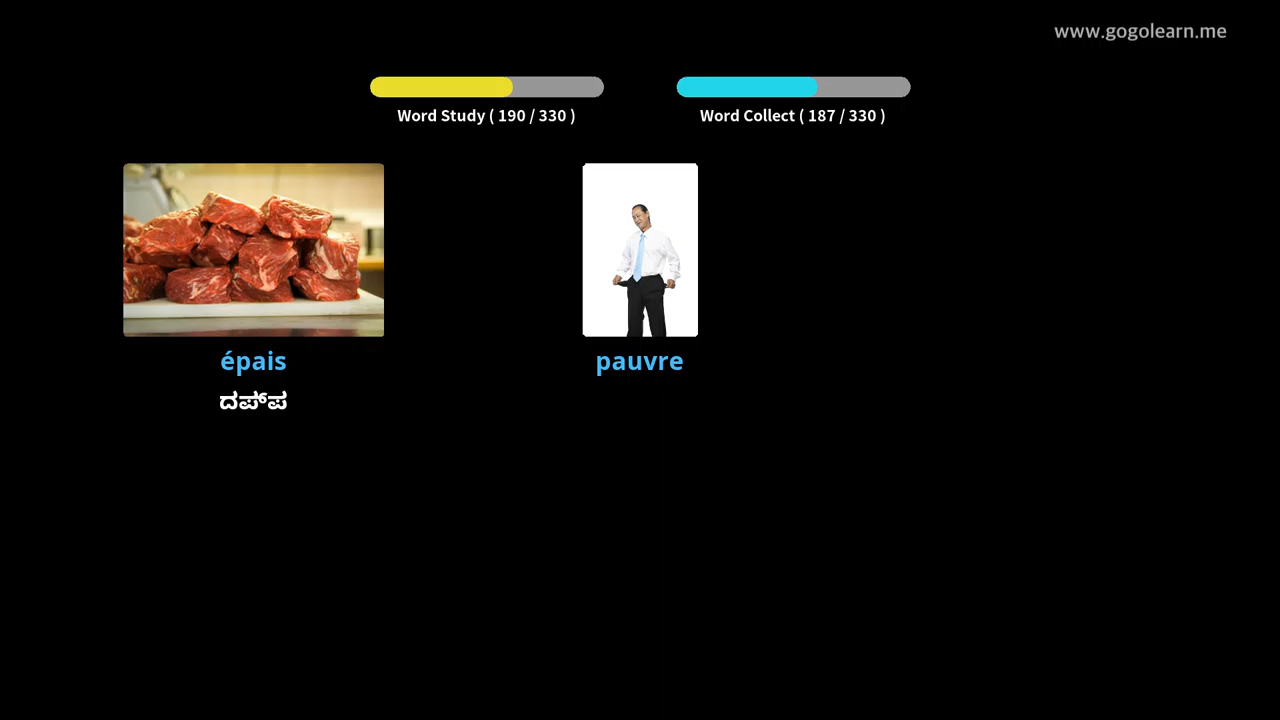 www.gogolearn.me
Word Study ( 190 / 330 )
Word Collect ( 187 / 330 )
épais
pauvre
ದಪ್ಪ